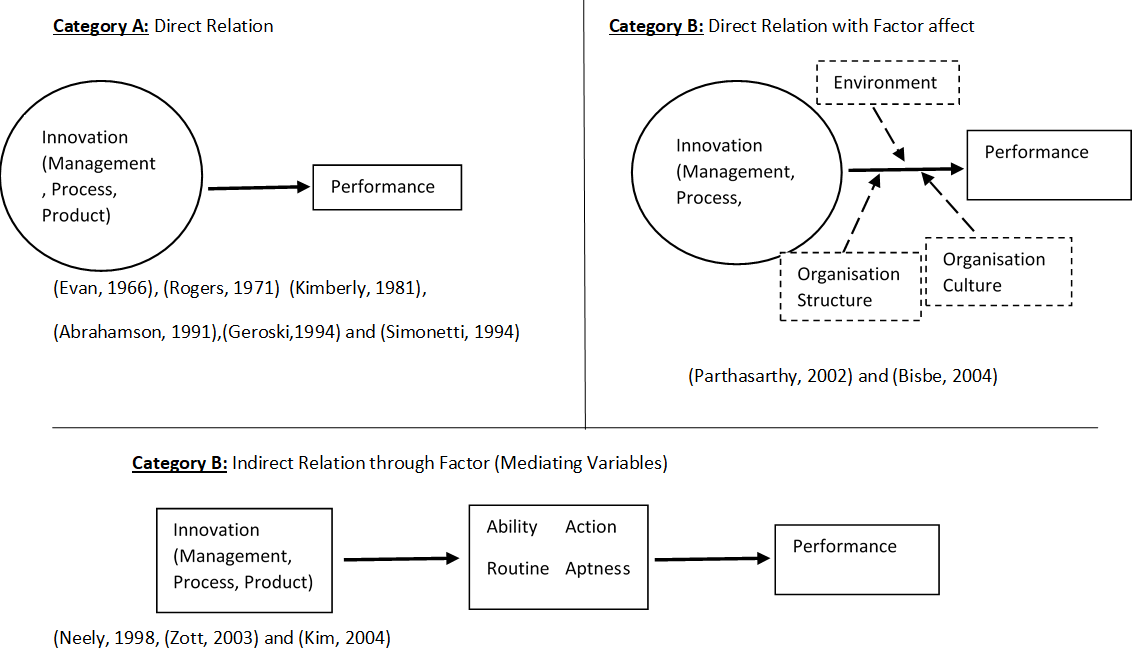 Category A: Direct Relation
Innovation
(Management
, Process,
Product)
Performance
(Evan, 1966), (Rogers, 1971)  (Kimberly, 1981),
(Abrahamson, 1991),(Geroski,1994) and (Simonetti, 1994)
Category B: Direct Relation with Factor affect
Environment
Innovation
(Management,
Process,
Performance
Organisation
Structure
Organisation
Culture
(Parthasarthy, 2002) and (Bisbe, 2004)
Category B: Indirect Relation through Factor (Mediating Variables)
Innovation
(Management,
Process, Product)
Ability Action
Routine Aptness
Performance
(Neely, 1998, (Zott, 2003) and (Kim, 2004)